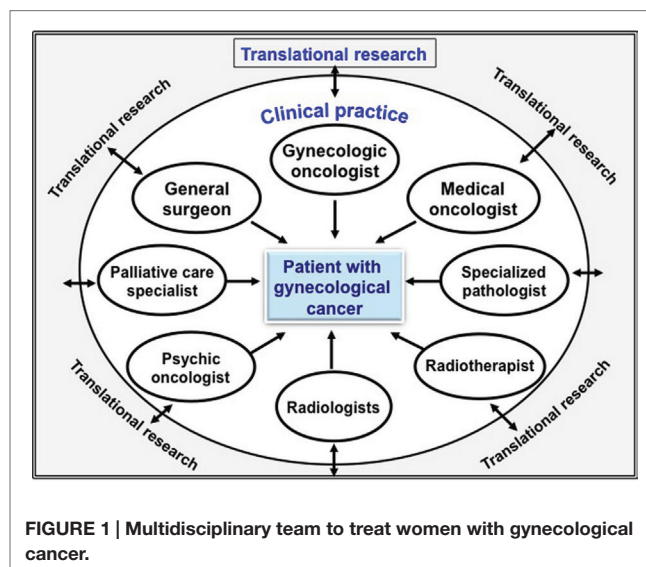 Translational research
Translational research
Translational research
Clinical practice
Gynecologic
oncologist
General
surgeon
Medical
oncologist
Palliative care
specialist
Patient with
gynecological
cancer
Specialized
pathologist
Psychic
oncologist
Radiotherapist
Radiologists
Translational research
Translational research
FIGURE 1 | Multidisciplinary team to treat women with gynecological
cancer.